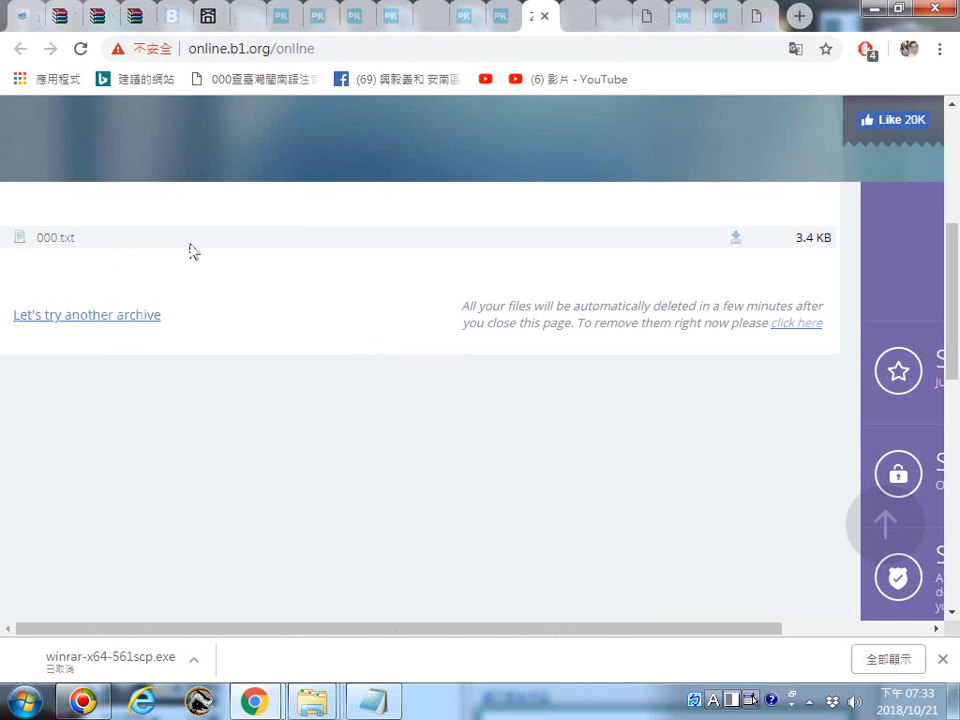 不安全
online.b1.org/online
4
應用程式
建議的網站
000查臺灣閩南語注音
(69) 興毅義和 安南區
(6) 影片 - YouTube
Like 20K
000.txt
3.4 KB
Let's try another archive
All your files will be automatically deleted in a few minutes after
you close this page. To remove them right now please click here
winrar-x64-561scp.exe
已取消
全部顯示
下午 07:33
2018/10/21